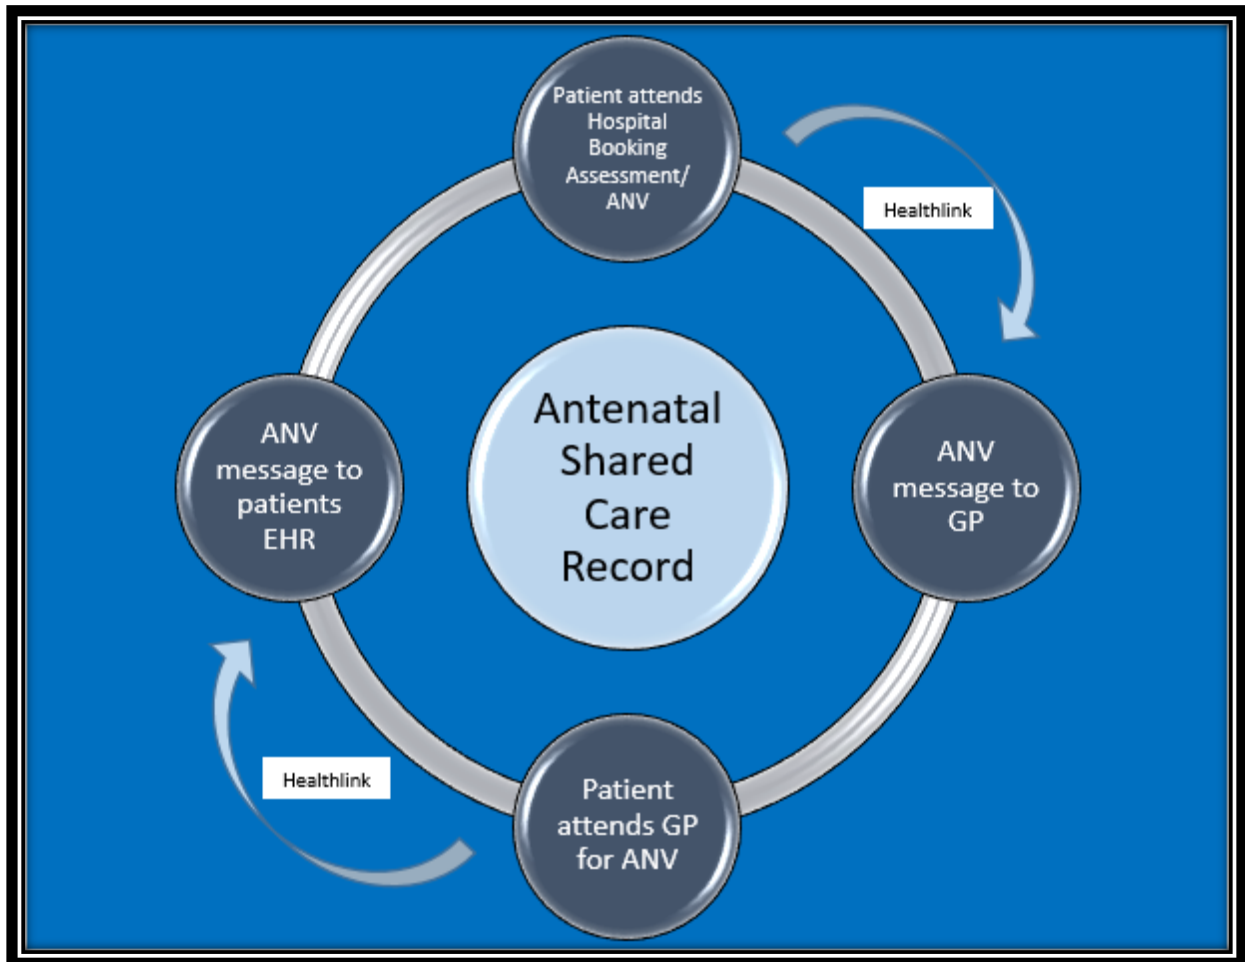 Patient attends
Hospital
Booking
Assessment/
ANV
Healthlink
ANV
message to
GP
Patient
attends GP
for ANV
Healthlink
ANV
message to
patients
EHR
Antenatal
Shared
Care
Record